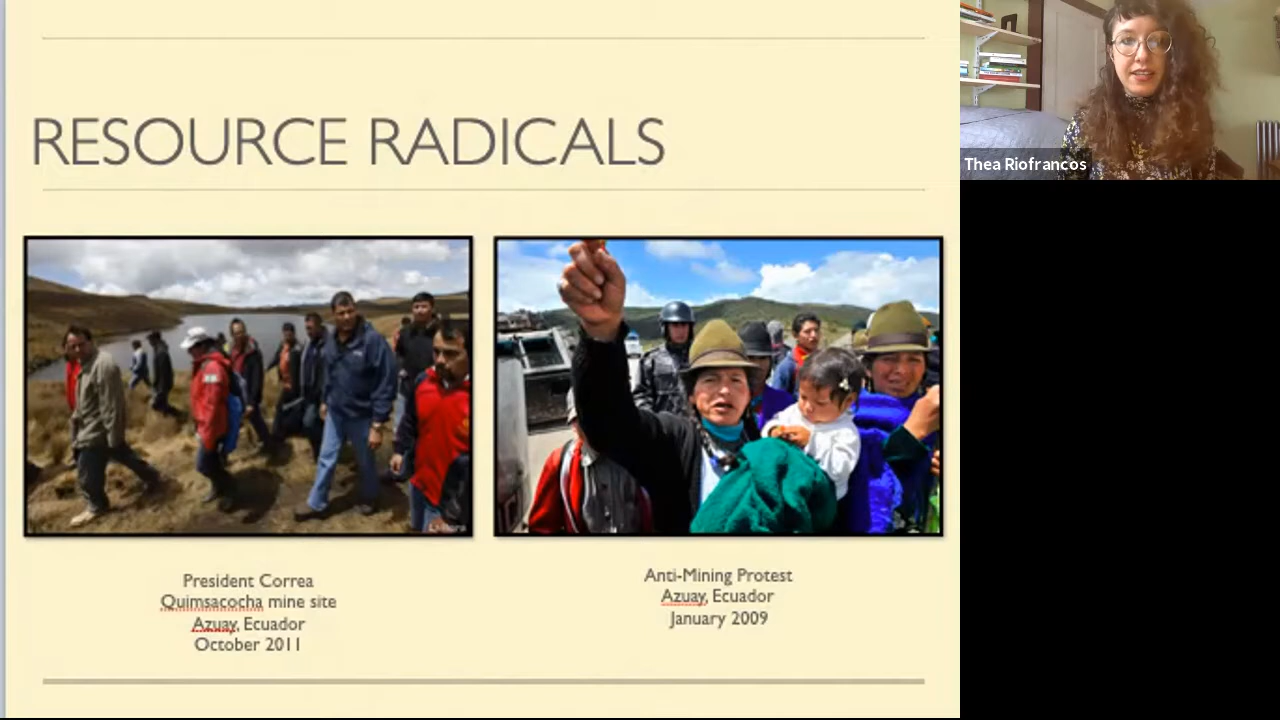 RESOURCE RADICALS
Thea Riofrancos
President Correa
Quimsacocha mine site
Azuay, Ecuador
October 2011
Anti-Mining Protest
Azuay, Ecuador
January 2009